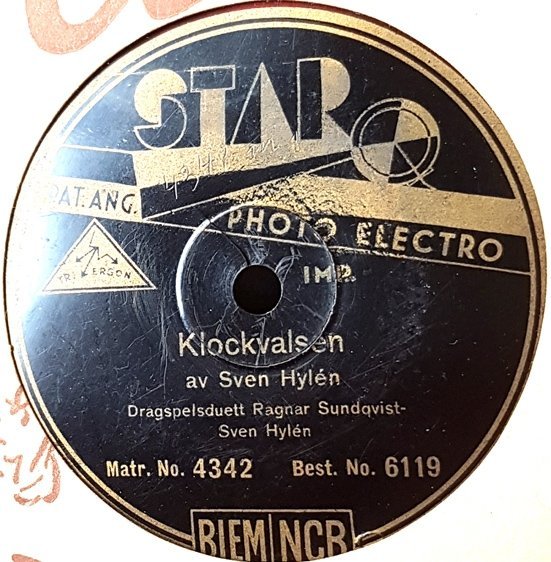 STAR
PAT. ANG.
PHOTO ELECTRO
TRI ERGON
IMP.
Klockvalsen
av Sven Hylén
Dragspelsduett Ragnar Sundqvist-
Sven Hylén
Matr. No. 4342 Best. No. 6119
BIEM NCB